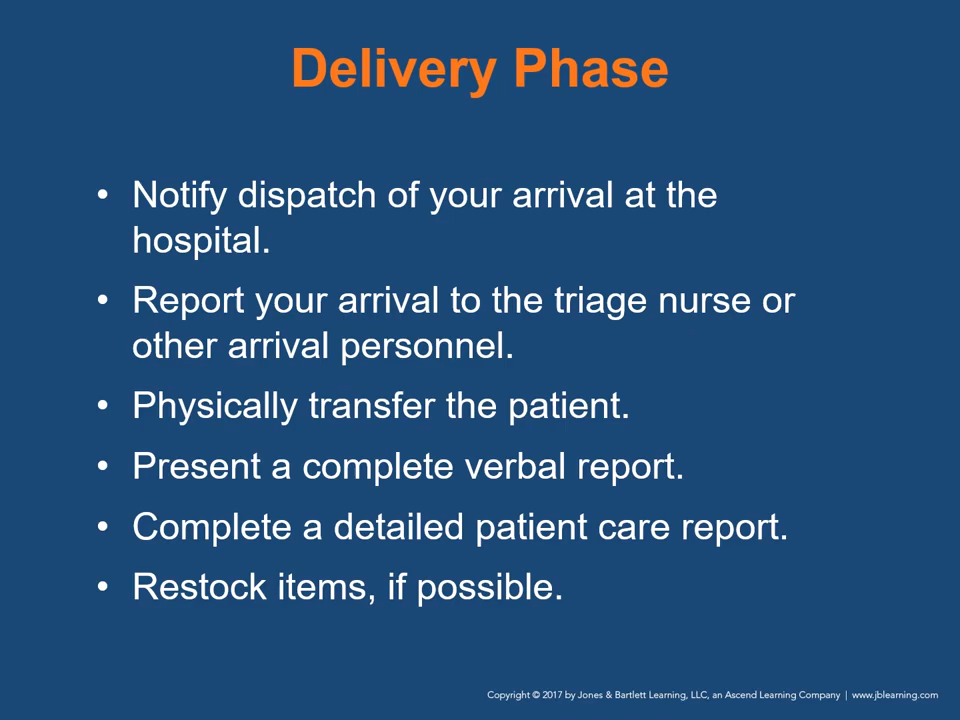 Delivery Phase
• Notify dispatch of your arrival at the
hospital.
• Report your arrival to the triage nurse or
other arrival personnel.
• Physically transfer the patient.
• Present a complete verbal report.
• Complete a detailed patient care report.
• Restock items, if possible.
Copyright © 2017 by Jones & Bartlett Learning, LLC, an Ascend Learning Company | www.jblearning.com